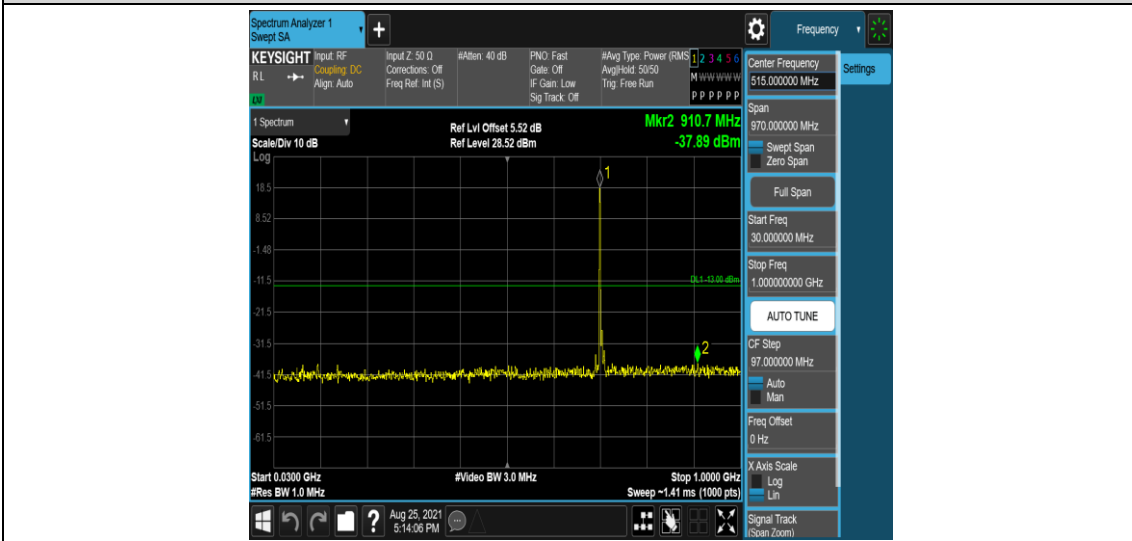 Spectrum Analyzer 1
Swept SA
+
Frequency
KEYSIGHT
R L
Input: RF
Coupling: DC
Align: Auto
Input Z: 50 Ω
Corrections: Off
Freq Ref: Int (S)
#Atten: 40 dB
PNO: Fast
Gate: Off
IF Gain: Low
Sig Track: Off
#Avg Type: Power (RMS
Avg|Hold: 50/50
Trig: Free Run
1 2 3 4 5 6
M W W W W W
P P P P P P
1 Spectrum
Scale/Div 10 dB
Log
Ref Lvl Offset 5.52 dB
Ref Level 28.52 dBm
Mkr2 910.7 MHz
-37.89 dBm
1
18.5
8.52
-1.48
-11.5
DL1 -13.00 dBm
-21.5
-31.5
2
-41.5
-51.5
-61.5
Start 0.0300 GHz
#Res BW 1.0 MHz
#Video BW 3.0 MHz
Stop 1.0000 GHz
Sweep ~1.41 ms (1000 pts)
?
Aug 25, 2021
5:14:06 PM
Center Frequency
515.000000 MHz
Settings
Span
970.000000 MHz
Swept Span
Zero Span
Full Span
Start Freq
30.000000 MHz
Stop Freq
1.000000000 GHz
AUTO TUNE
CF Step
97.000000 MHz
Auto
Man
Freq Offset
0 Hz
X Axis Scale
Log
Lin
Signal Track
(Span Zoom)